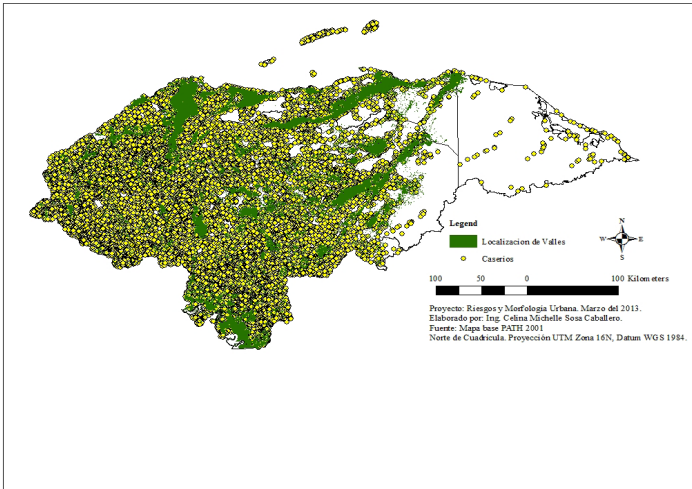 Legend
N
Localizacion de Valles
W E
Caserios
S
100 50 0 100 Kilometers
Proyecto: Riesgos y Morfologia Urbana. Marzo del 2013.
Elaborado por: Ing. Celina Michelle Sosa Caballero.
Fuente: Mapa base PATH 2001
Norte de Cuadricula. Proyección UTM Zona 16N, Datum WGS 1984.